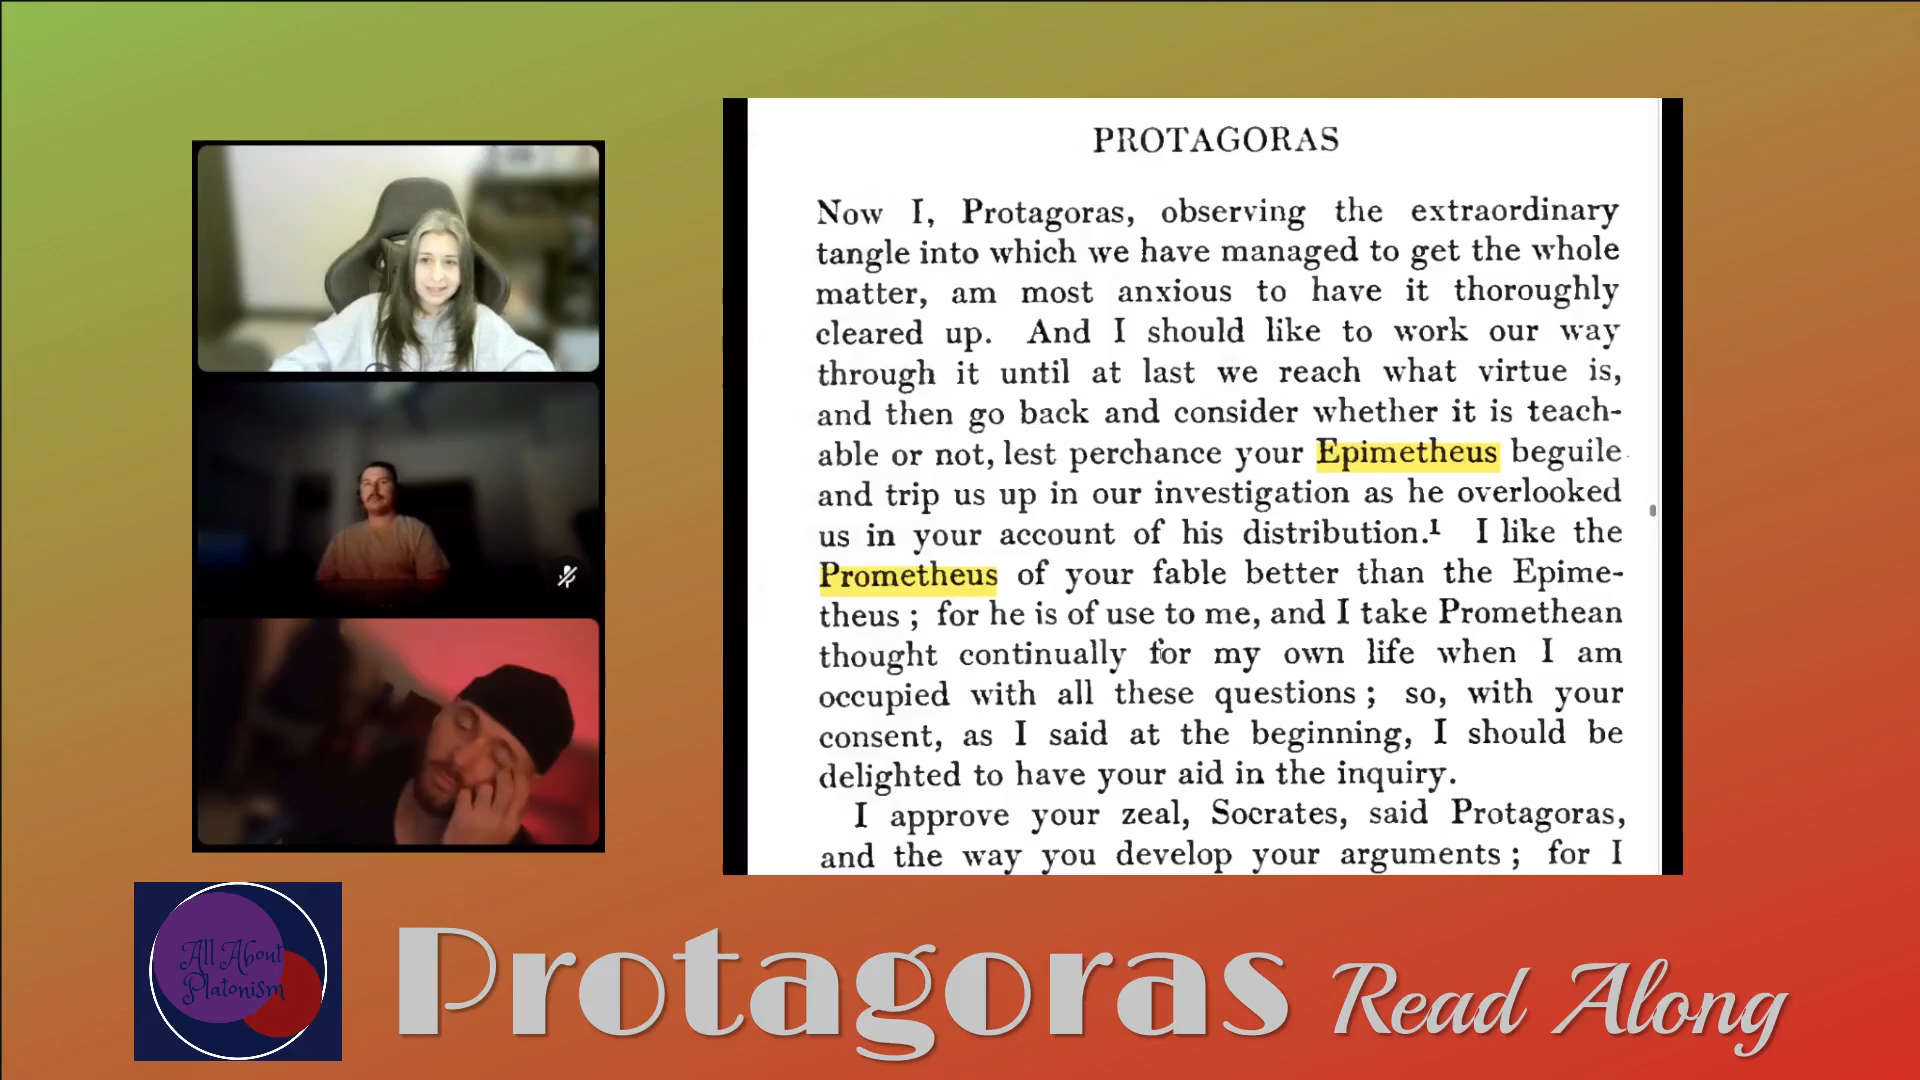 PROTAGORAS
Now I, Protagoras, observing the extraordinary
tangle into which we have managed to get the whole
matter, am most anxious to have it thoroughly
cleared up. And I should like to work our way
through it until at last we reach what virtue is,
and then go back and consider whether it is teach-
able or not, lest perchance your Epimetheus beguile
and trip us up in our investigation as he overlooked
us in your account of his distribution.¹ I like the
Prometheus of your fable better than the Epime-
theus ; for he is of use to me, and I take Promethean
thought continually for my own life when I am
occupied with all these questions ; so, with your
consent, as I said at the beginning, I should be
delighted to have your aid in the inquiry.
I approve your zeal, Socrates, said Protagoras,
and the way you develop your arguments ; for I
All About
Platonism
Protagoras Read Along